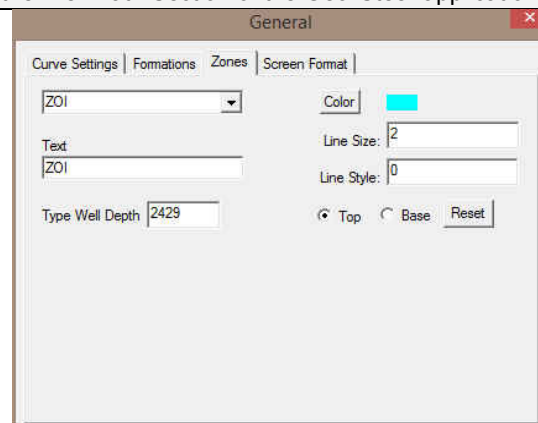 General
Curve Settings Formations Zones Screen Format
ZOI
Color
Text
Line Size: 2
ZOI
Line Style: 0
Type Well Depth 2429
Top Base Reset